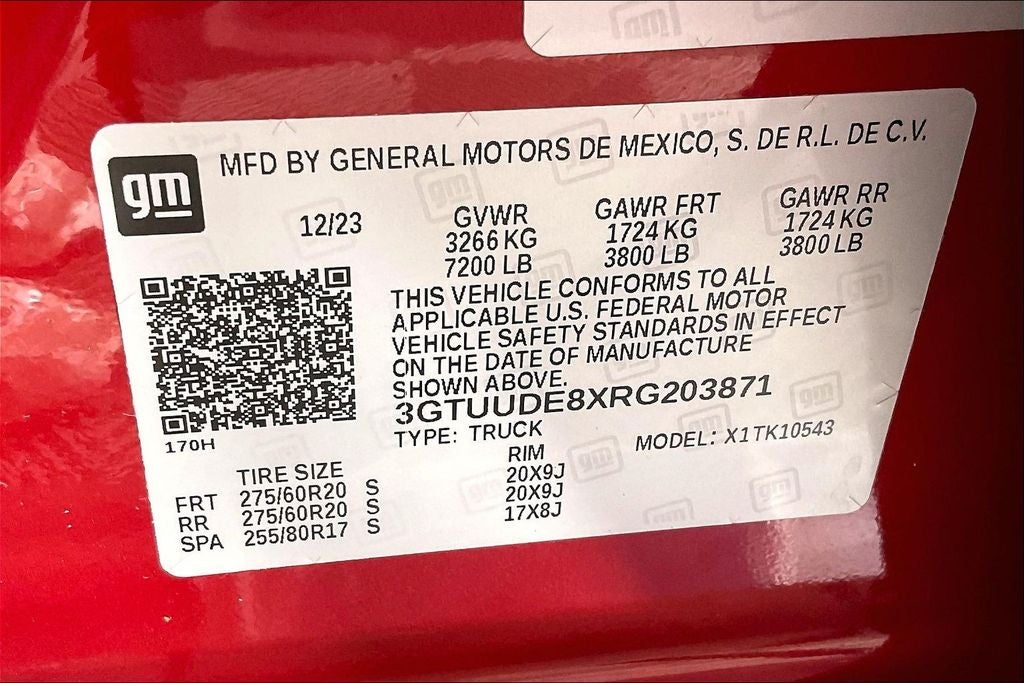 gm
MFD BY GENERAL MOTORS DE MEXICO, S. DE R.L. DE C.V.
12/23 GVWR GAWR FRT GAWR RR
3266 KG 1724 KG 1724 KG
7200 LB 3800 LB 3800 LB
THIS VEHICLE CONFORMS TO ALL
APPLICABLE U.S. FEDERAL MOTOR
VEHICLE SAFETY STANDARDS IN EFFECT
ON THE DATE OF MANUFACTURE
SHOWN ABOVE.
3GTUUDE8XRG203871
170H
TYPE: TRUCK MODEL: X1TK10543
TIRE SIZE RIM
FRT 275/60R20 S 20X9J
RR 275/60R20 S 20X9J
SPA 255/80R17 S 17X8J